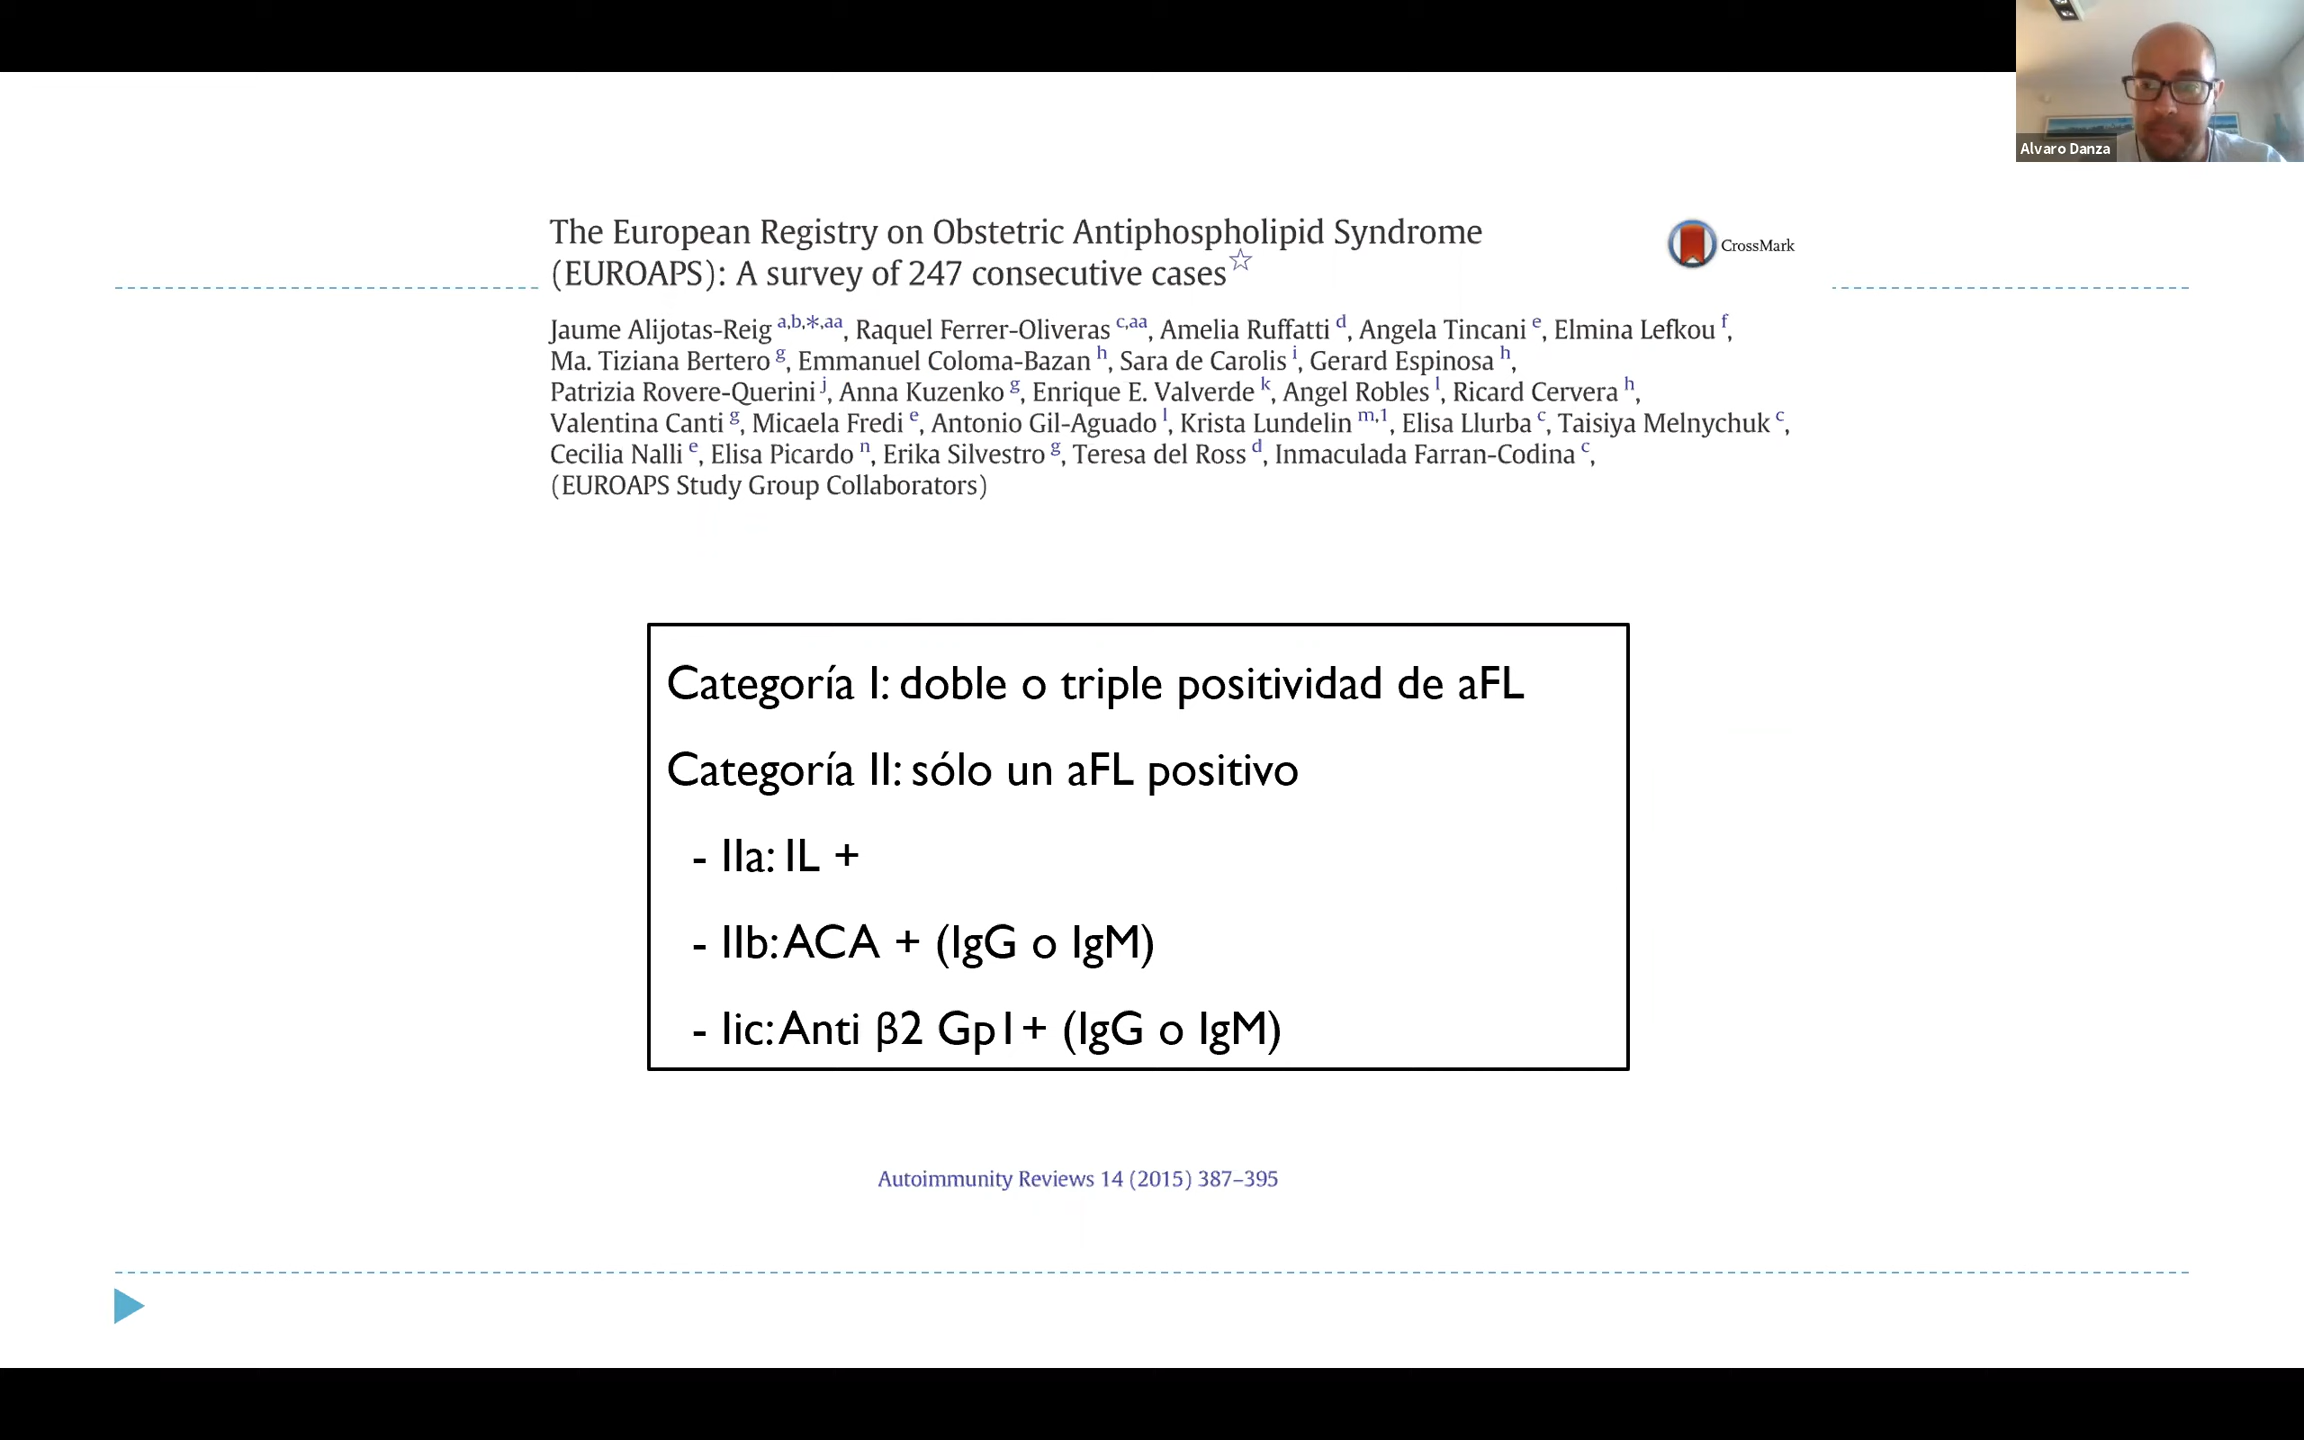 Alvaro Danza
The European Registry on Obstetric Antiphospholipid Syndrome
(EUROAPS): A survey of 247 consecutive cases☆
CrossMark
Jaume Alijotas-Reig a,b,*,aa, Raquel Ferrer-Oliveras c,aa, Amelia Ruffatti d, Angela Tincani e, Elmina Lefkou f,
Ma. Tiziana Bertero g, Emmanuel Coloma-Bazan h, Sara de Carolis i, Gerard Espinosa h,
Patrizia Rovere-Querini j, Anna Kuzenko g, Enrique E. Valverde k, Angel Robles l, Ricard Cervera h,
Valentina Canti g, Micaela Fredi e, Antonio Gil-Aguado l, Krista Lundelin m,1, Elisa Llurba c, Taisiya Melnychuk c,
Cecilia Nalli e, Elisa Picardo n, Erika Silvestro g, Teresa del Ross d, Inmaculada Farran-Codina c,
(EUROAPS Study Group Collaborators)
Categoría I: doble o triple positividad de aFL
Categoría II: sólo un aFL positivo
- IIa: IL +
- IIb: ACA + (IgG o IgM)
- Iic: Anti β2 Gp1+ (IgG o IgM)
Autoimmunity Reviews 14 (2015) 387–395